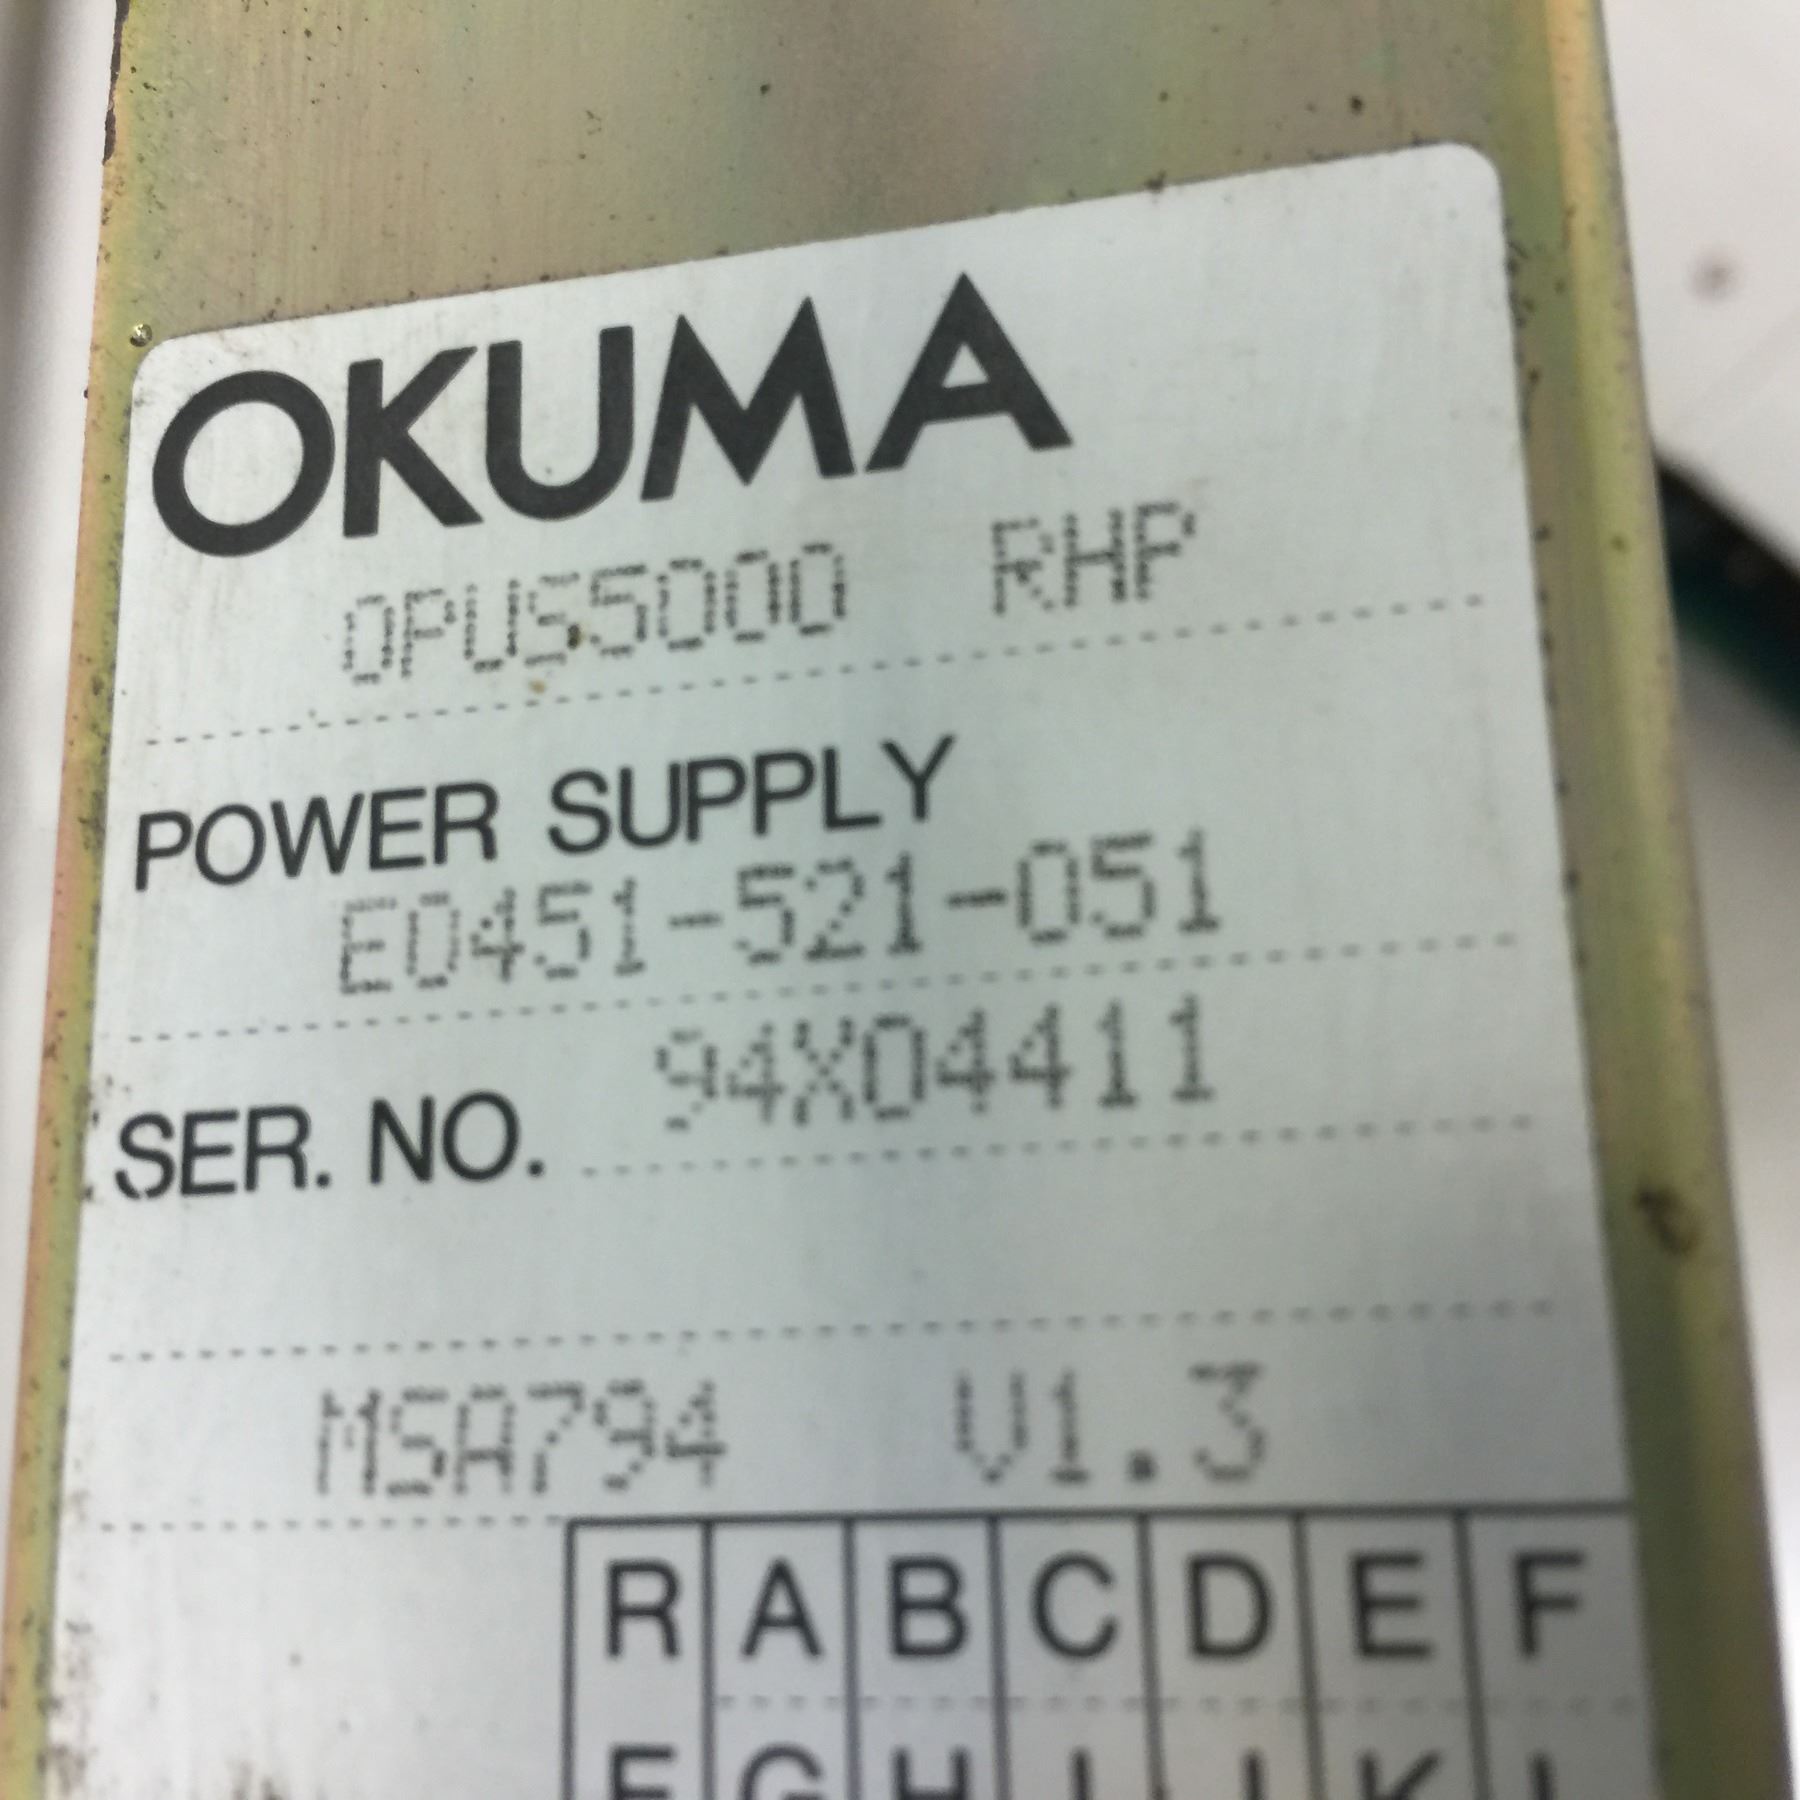 OKUMA
OPUS5000 RHP
POWER SUPPLY
E0451-521-051
SER. NO. 94X04411
MSA794 V1.3
R A B C D E F
E G H I J K L